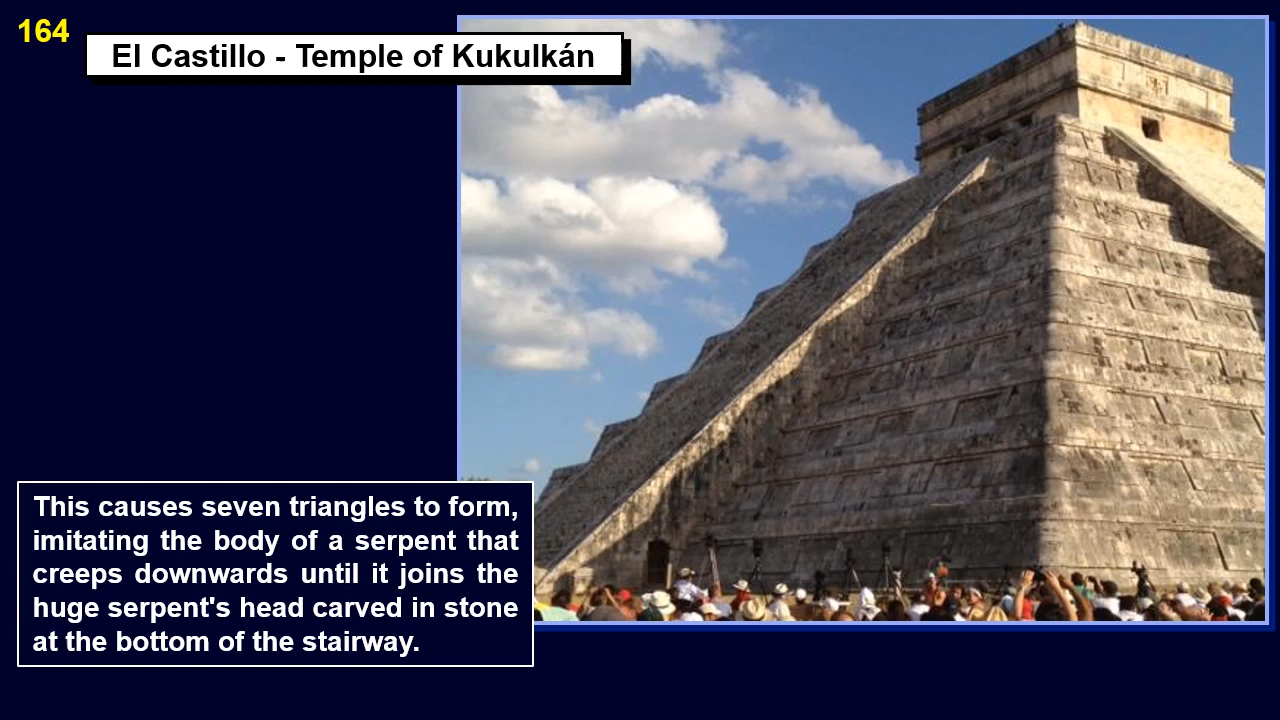 164
El Castillo - Temple of Kukulkán
This causes seven triangles to form,
imitating the body of a serpent that
creeps downwards until it joins the
huge serpent's head carved in stone
at the bottom of the stairway.